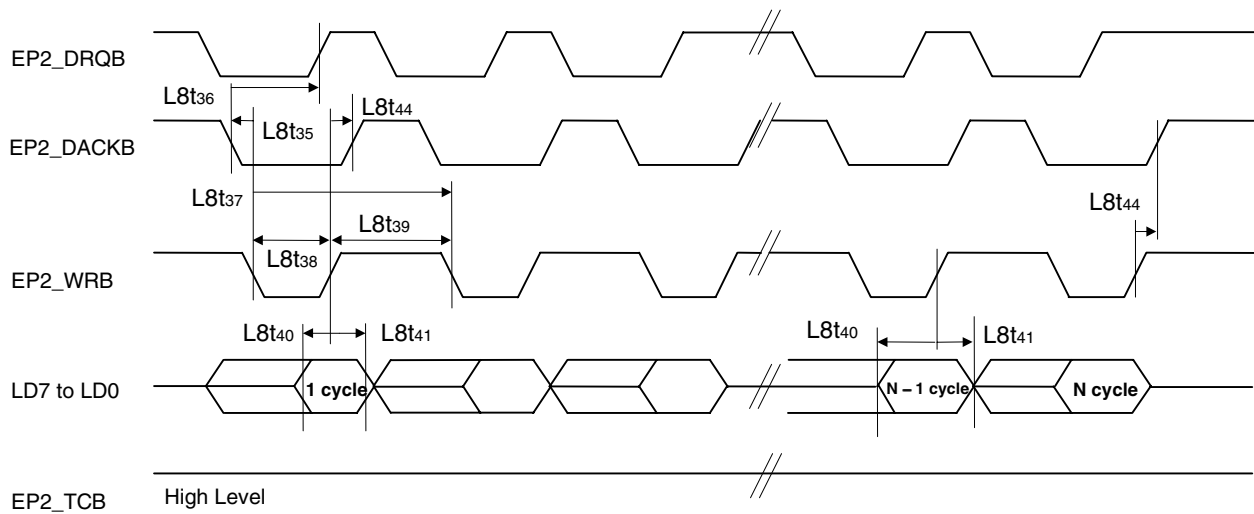 EP2_DRQB
L8t36
L8t35
L8t44
EP2_DACKB
L8t37
L8t39
L8t44
L8t38
EP2_WRB
L8t40
L8t41
L8t40
L8t41
LD7 to LD0
1 cycle
N – 1 cycle
N cycle
EP2_TCB
High Level